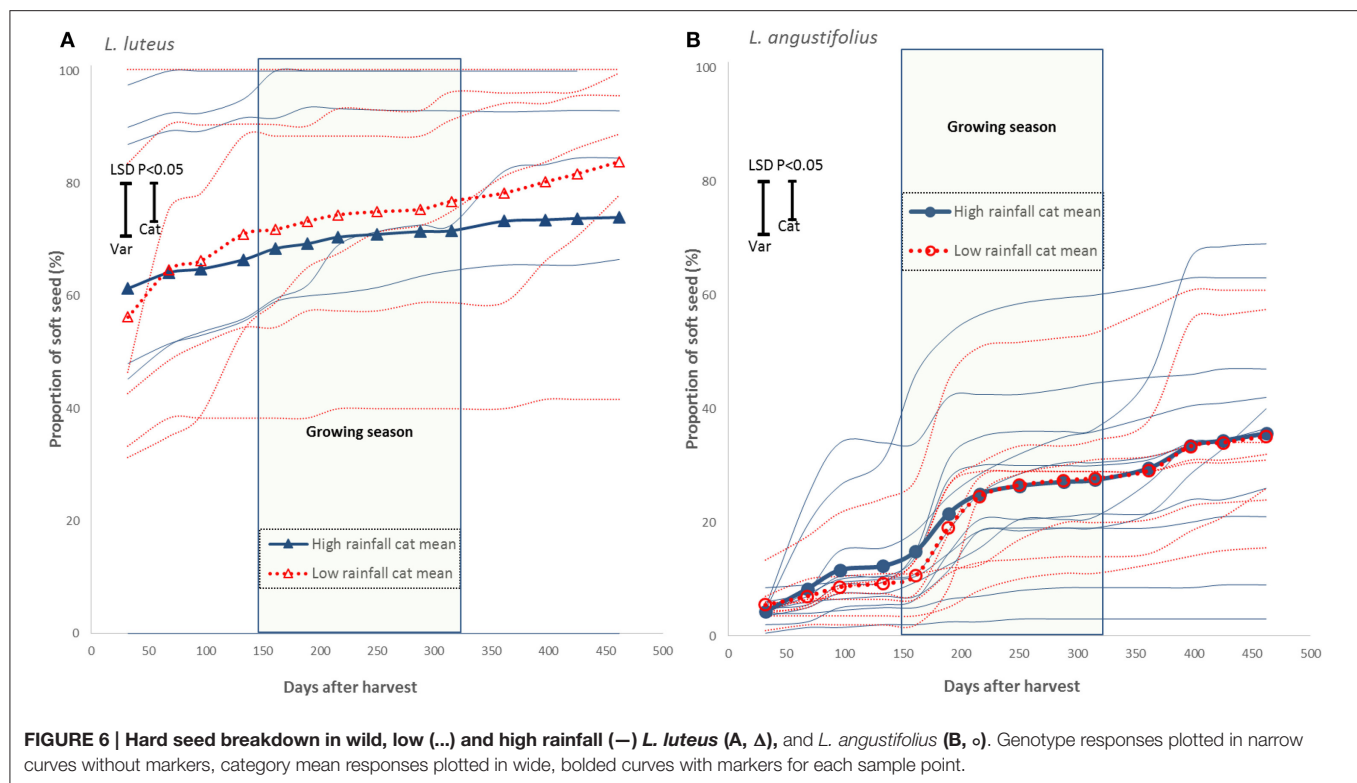 A
L. luteus
100
80
60
40
20
0
Proportion of soft seed (%)
LSD P<0.05
Var
Cat
Growing season
High rainfall cat mean
Low rainfall cat mean
0 50 100 150 200 250 300 350 400 450 500
Days after harvest
B
L. angustifolius
100
80
60
40
20
0
Proportion of soft seed (%)
LSD P<0.05
Var
Cat
Growing season
High rainfall cat mean
Low rainfall cat mean
0 50 100 150 200 250 300 350 400 450 500
Days after harvest
FIGURE 6 | Hard seed breakdown in wild, low (...) and high rainfall (—) L. luteus (A, Δ), and L. angustifolius (B, ○). Genotype responses plotted in narrow
curves without markers, category mean responses plotted in wide, bolded curves with markers for each sample point.